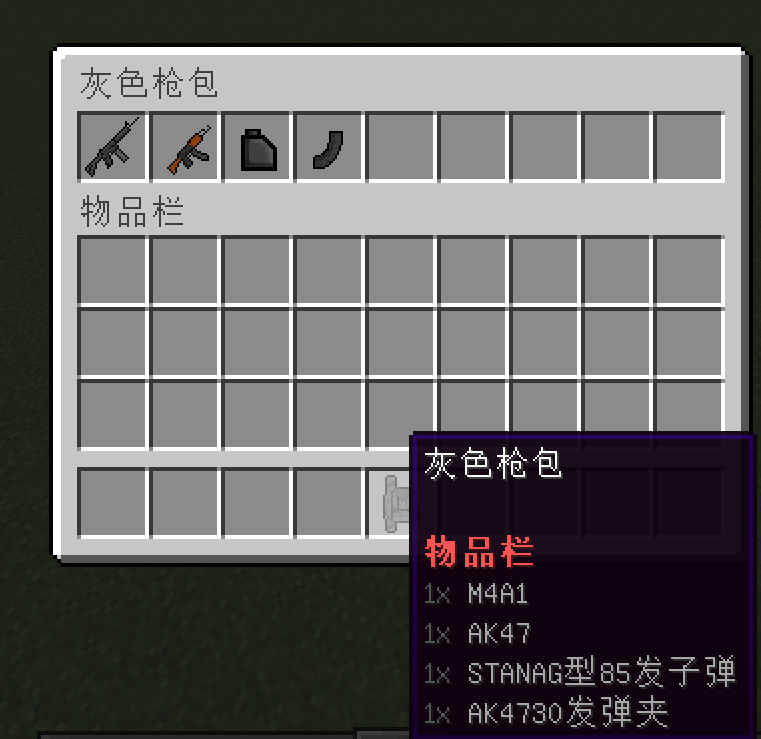 灰色枪包
物品栏
灰色枪包
物品栏
1x M4A1
1x AK47
1x STANAG型85发子弹
1x AK4730发弹夹